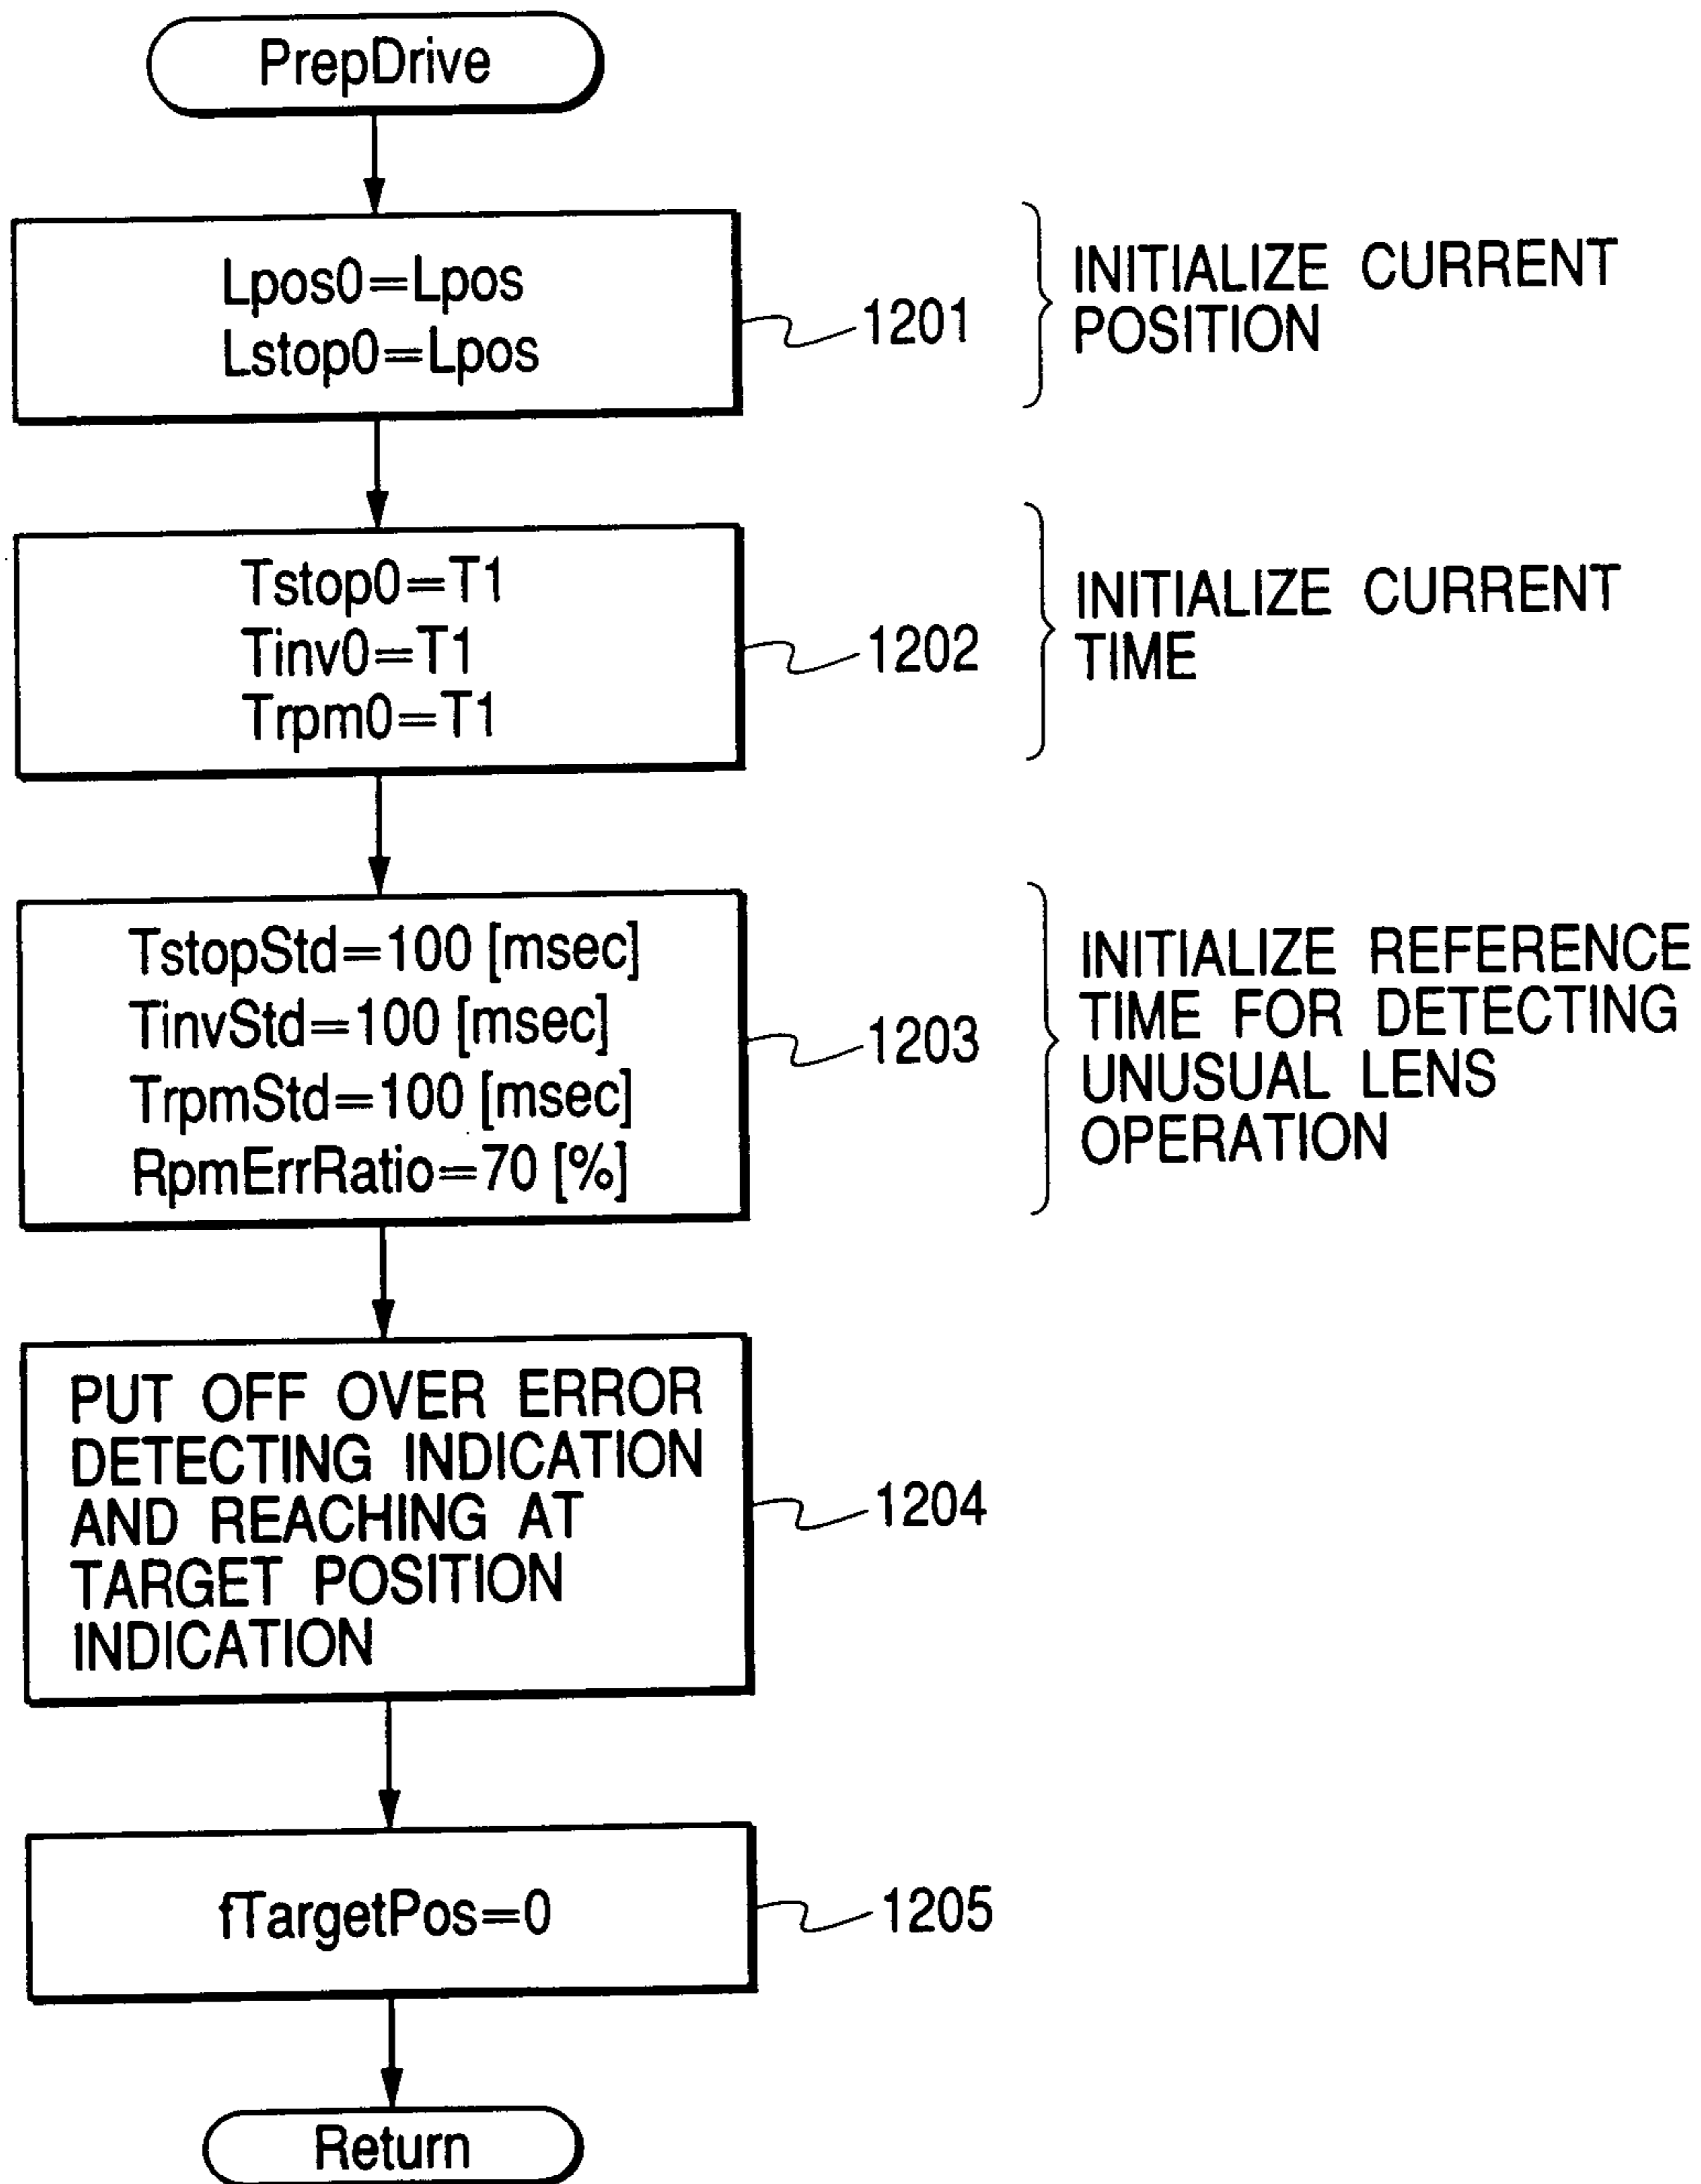 PrepDrive
Lpos0=Lpos
Lstop0=Lpos
1201
INITIALIZE CURRENT
POSITION
Tstop0=T1
Tinv0=T1
Trpm0=T1
1202
INITIALIZE CURRENT
TIME
TstopStd=100 [msec]
TinvStd=100 [msec]
TrpmStd=100 [msec]
RpmErrRatio=70 [%]
1203
INITIALIZE REFERENCE
TIME FOR DETECTING
UNUSUAL LENS
OPERATION
PUT OFF OVER ERROR
DETECTING INDICATION
AND REACHING AT
TARGET POSITION
INDICATION
1204
fTargetPos=0
1205
Return